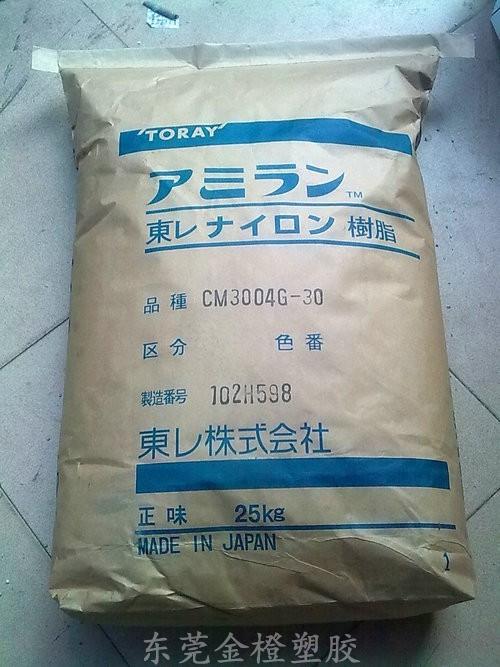 'TORAY'
アミラン™
東レ ナイロン 樹脂
品種 CM3004G-30
区分 色番
製造番号 102H598
東レ株式会社
正味 25kg
MADE IN JAPAN
1
东莞金橙塑胶